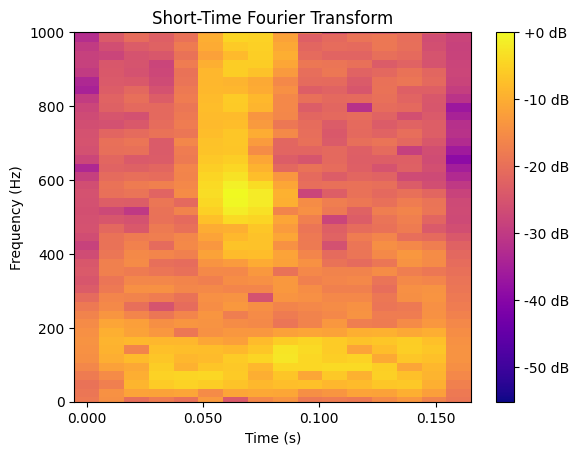 Short-Time Fourier Transform
Frequency (Hz)
1000
800
600
400
200
0
0.000
0.050
0.100
0.150
Time (s)
+0 dB
-10 dB
-20 dB
-30 dB
-40 dB
-50 dB